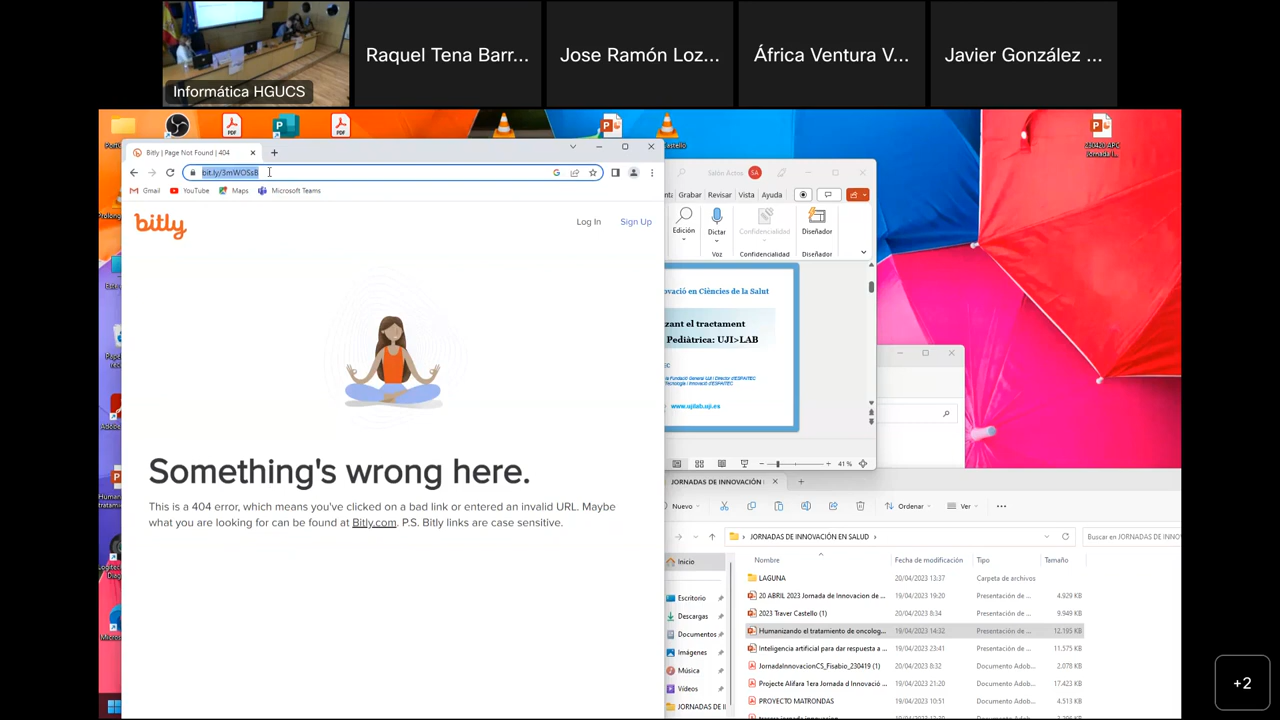 Informática HGUCS
Raquel Tena Barr...
Jose Ramón Loz...
África Ventura V...
Javier González ...
Bitly | Page Not Found | 404
bit.ly/3mWOSsB
Gmail
YouTube
Maps
Microsoft Teams
bitly
Log In
Sign Up
Something's wrong here.
This is a 404 error, which means you've clicked on a bad link or entered an invalid URL. Maybe
what you are looking for can be found at Bitly.com. P.S. Bitly links are case sensitive.
SA
Grabar
Revisar
Vista
Ayuda
Edición
Dictar
Confidencialidad
Diseñador
Voz
Confidencialidad
Diseñador
ovació en Ciències de la Salut
zant el tractament
Pediàtrica: UJI>LAB
www.ujilab.uji.es
41 %
JORNADAS DE INNOVACIÓN
Nuevo
Ordenar
Ver
JORNADAS DE INNOVACIÓN EN SALUD
Buscar en JORNADAS DE INNO
Inicio
Escritorio
Descargas
Documentos
Imágenes
Música
Vídeos
JORNADAS DE II
Nombre
Fecha de modificación
Tipo
Tamaño
LAGUNA
20/04/2023 13:37
Carpeta de archivos
20 ABRIL 2023 Jornada de Innovacion de ...
19/04/2023 19:20
Presentación de ...
4.929 KB
2023 Traver Castello (1)
20/04/2023 8:34
Presentación de ...
9.949 KB
Humanizando el tratamiento de oncolog...
19/04/2023 14:32
Presentación de ...
12.195 KB
Inteligencia artificial para dar respuesta a ...
19/04/2023 23:41
Presentación de ...
11.575 KB
JornadaInnovacionCS_Fisabio_230419 (1)
20/04/2023 8:32
Documento Adob...
2.078 KB
Projecte Alifara 1era Jornada d Innovació ...
19/04/2023 21:20
Documento Adob...
17.423 KB
PROYECTO MATRONDAS
19/04/2023 10:51
Documento Adob...
1.284 KB
+2